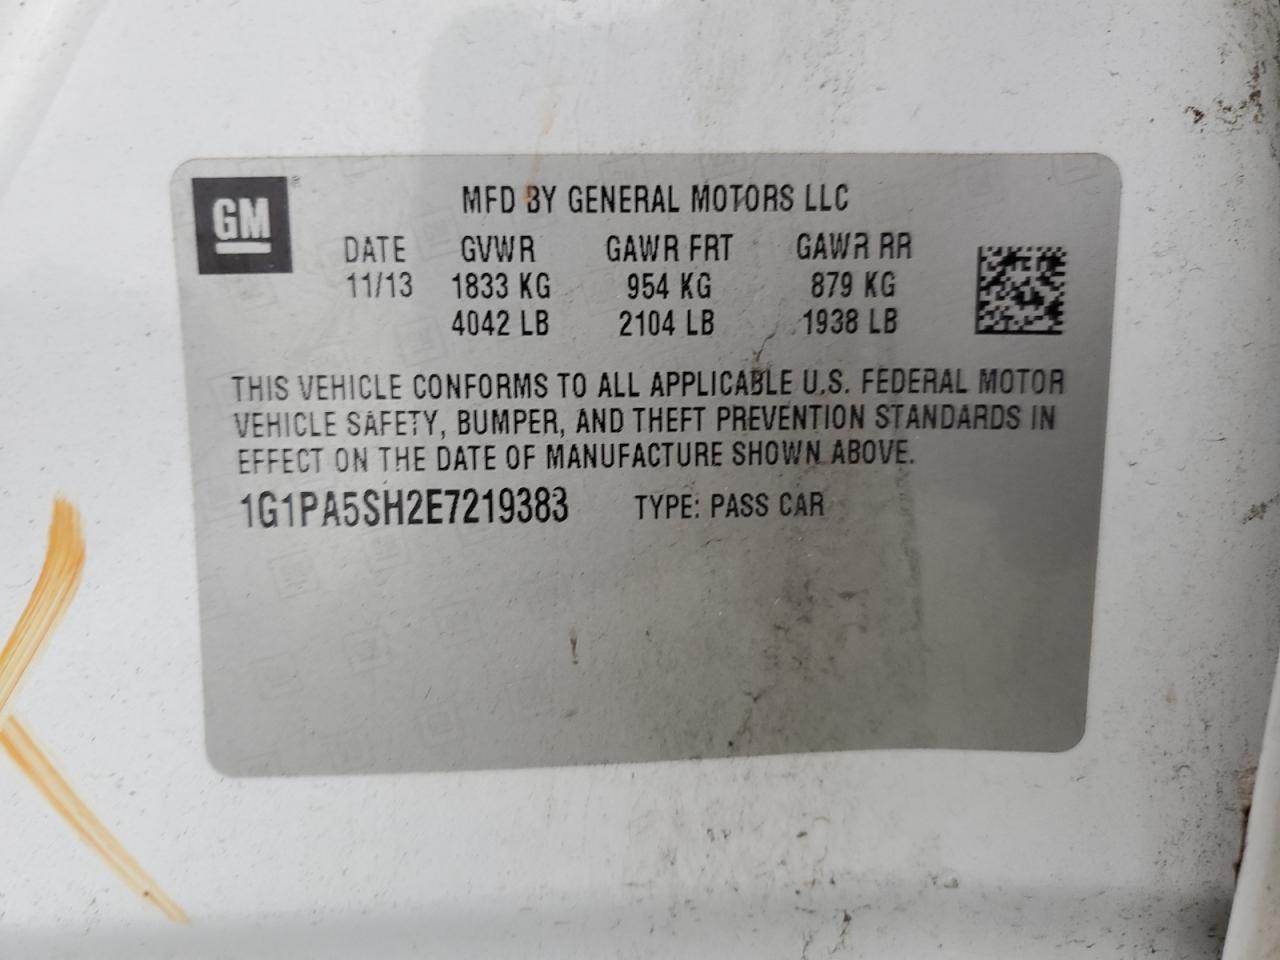 GM
MFD BY GENERAL MOTORS LLC
DATE GVWR GAWR FRT GAWR RR
11/13 1833 KG 954 KG 879 KG
4042 LB 2104 LB 1938 LB
THIS VEHICLE CONFORMS TO ALL APPLICABLE U.S. FEDERAL MOTOR
VEHICLE SAFETY, BUMPER, AND THEFT PREVENTION STANDARDS IN
EFFECT ON THE DATE OF MANUFACTURE SHOWN ABOVE.
1G1PA5SH2E7219383 TYPE: PASS CAR